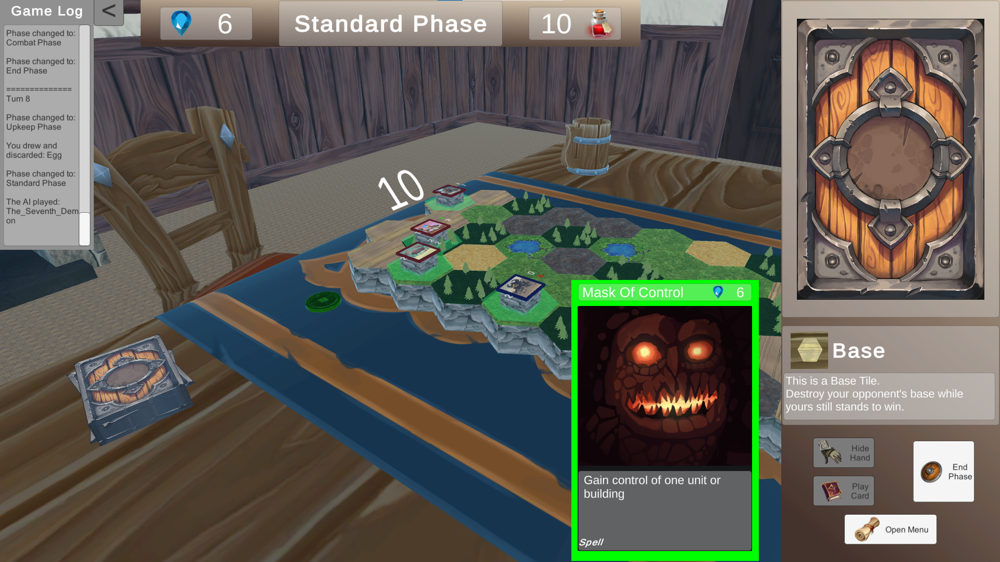 Game Log
<
Phase changed to:
Combat Phase
Phase changed to:
End Phase
==============
Turn 8
Phase changed to:
Upkeep Phase
You drew and
discarded: Egg
Phase changed to:
Standard Phase
The AI played:
The_Seventh_Dem
on
6
Standard Phase
10
10
Mask Of Control
6
Gain control of one unit or
building
Spell
Base
This is a Base Tile.
Destroy your opponent's base while
yours still stands to win.
Hide
Hand
Play
Card
End
Phase
Open Menu